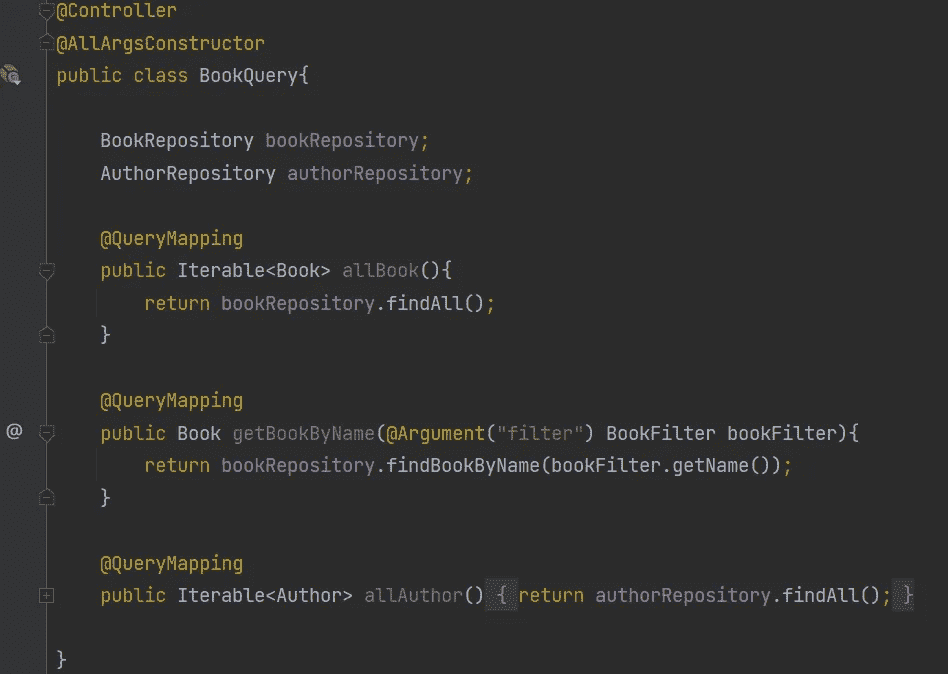 @Controller
@AllArgsConstructor
public class BookQuery{
BookRepository bookRepository;
AuthorRepository authorRepository;
@QueryMapping
public Iterable<Book> allBook(){
return bookRepository.findAll();
}
@QueryMapping
public Book getBookByName(@Argument("filter") BookFilter bookFilter){
return bookRepository.findBookByName(bookFilter.getName());
}
@QueryMapping
public Iterable<Author> allAuthor() { return authorRepository.findAll(); }
}